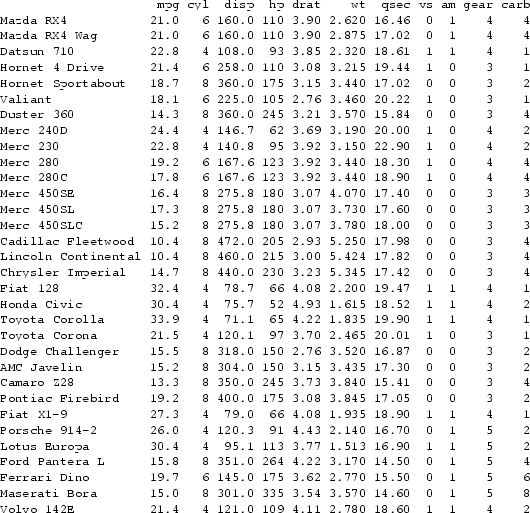 mpg cyl disp hp drat wt qsec vs am gear carb
Mazda RX4 21.0 6 160.0 110 3.90 2.620 16.46 0 1 4 4
Mazda RX4 Wag 21.0 6 160.0 110 3.90 2.875 17.02 0 1 4 4
Datsun 710 22.8 4 108.0 93 3.85 2.320 18.61 1 1 4 1
Hornet 4 Drive 21.4 6 258.0 110 3.08 3.215 19.44 1 0 3 1
Hornet Sportabout 18.7 8 360.0 175 3.15 3.440 17.02 0 0 3 2
Valiant 18.1 6 225.0 105 2.76 3.460 20.22 1 0 3 1
Duster 360 14.3 8 360.0 245 3.21 3.570 15.84 0 0 3 4
Merc 240D 24.4 4 146.7 62 3.69 3.190 20.00 1 0 4 2
Merc 230 22.8 4 140.8 95 3.92 3.150 22.90 1 0 4 2
Merc 280 19.2 6 167.6 123 3.92 3.440 18.30 1 0 4 4
Merc 280C 17.8 6 167.6 123 3.92 3.440 18.90 1 0 4 4
Merc 450SE 16.4 8 275.8 180 3.07 4.070 17.40 0 0 3 3
Merc 450SL 17.3 8 275.8 180 3.07 3.730 17.60 0 0 3 3
Merc 450SLC 15.2 8 275.8 180 3.07 3.780 18.00 0 0 3 3
Cadillac Fleetwood 10.4 8 472.0 205 2.93 5.250 17.98 0 0 3 4
Lincoln Continental 10.4 8 460.0 215 3.00 5.424 17.82 0 0 3 4
Chrysler Imperial 14.7 8 440.0 230 3.23 5.345 17.42 0 0 3 4
Fiat 128 32.4 4 78.7 66 4.08 2.200 19.47 1 1 4 1
Honda Civic 30.4 4 75.7 52 4.93 1.615 18.52 1 1 4 2
Toyota Corolla 33.9 4 71.1 65 4.22 1.835 19.90 1 1 4 1
Toyota Corona 21.5 4 120.1 97 3.70 2.465 20.01 1 0 3 1
Dodge Challenger 15.5 8 318.0 150 2.76 3.520 16.87 0 0 3 2
AMC Javelin 15.2 8 304.0 150 3.15 3.435 17.30 0 0 3 2
Camaro Z28 13.3 8 350.0 245 3.73 3.840 15.41 0 0 3 4
Pontiac Firebird 19.2 8 400.0 175 3.08 3.845 17.05 0 0 3 2
Fiat X1-9 27.3 4 79.0 66 4.08 1.935 18.90 1 1 4 1
Porsche 914-2 26.0 4 120.3 91 4.43 2.140 16.70 0 1 5 2
Lotus Europa 30.4 4 95.1 113 3.77 1.513 16.90 1 1 5 2
Ford Pantera L 15.8 8 351.0 264 4.22 3.170 14.50 0 1 5 4
Ferrari Dino 19.7 6 145.0 175 3.62 2.770 15.50 0 1 5 6
Maserati Bora 15.0 8 301.0 335 3.54 3.570 14.60 0 1 5 8
Volvo 142E 21.4 4 121.0 109 4.11 2.780 18.60 1 1 4 2